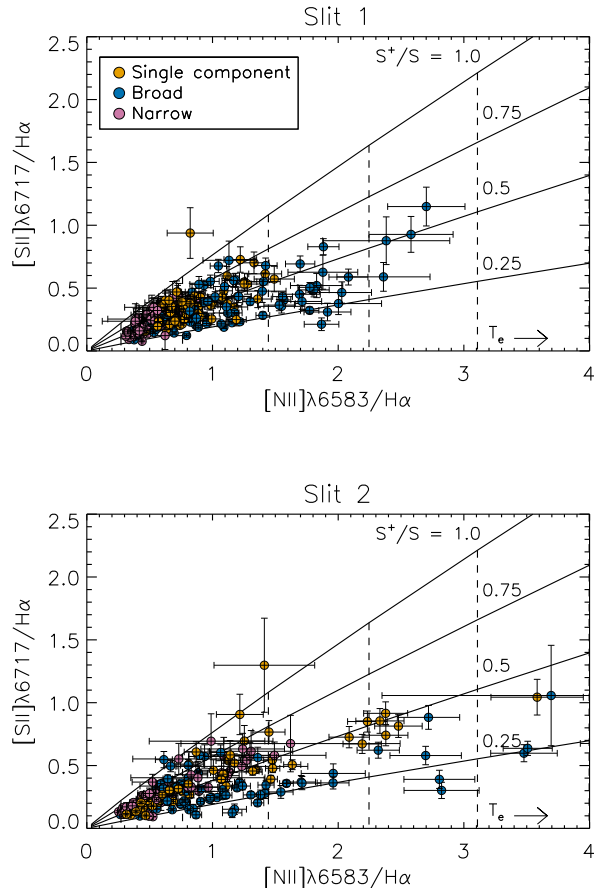 Slit 1
[SII]λ6717/Hα
2.5
2.0
1.5
1.0
0.5
0.0
Single component
Broad
Narrow
S⁺/S = 1.0
0.75
0.5
0.25
Tₑ
0 1 2 3 4
[NII]λ6583/Hα
Slit 2
[SII]λ6717/Hα
2.5
2.0
1.5
1.0
0.5
0.0
S⁺/S = 1.0
0.75
0.5
0.25
Tₑ
0 1 2 3 4
[NII]λ6583/Hα